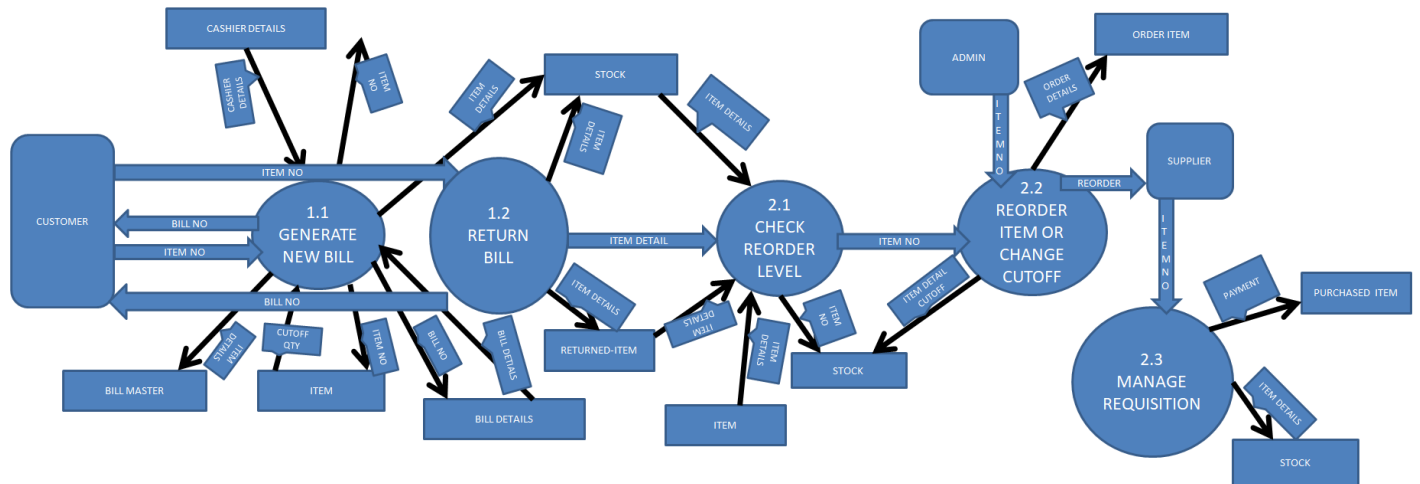 CASHIER DETAILS
CASHIER
DETAILS
ITEM
NO
ITEM
DETAILS
STOCK
ITEM
DETAILS
ITEM DETAILS
ADMIN
ITEMNO
ORDER
DETAILS
ORDER ITEM
CUSTOMER
ITEM NO
BILL NO
ITEM NO
BILL NO
1.1
GENERATE
NEW BILL
1.2
RETURN
BILL
ITEM DETAIL
2.1
CHECK
REORDER
LEVEL
ITEM NO
2.2
REORDER
ITEM OR
CHANGE
CUTOFF
REORDER
SUPPLIER
ITEMNO
ITEM
DETAILS
CUTOFF
QTY
ITEM NO
BILL NO
BILL DETIALS
ITEM DETAILS
ITEM
DETAILS
ITEM
DETAILS
ITEM
NO
ITEM DETAIL
CUTOFF
PAYMENT
PURCHASED ITEM
BILL MASTER
ITEM
BILL DETAILS
RETURNED-ITEM
ITEM
STOCK
2.3
MANAGE
REQUISITION
ITEM DETAILS
STOCK